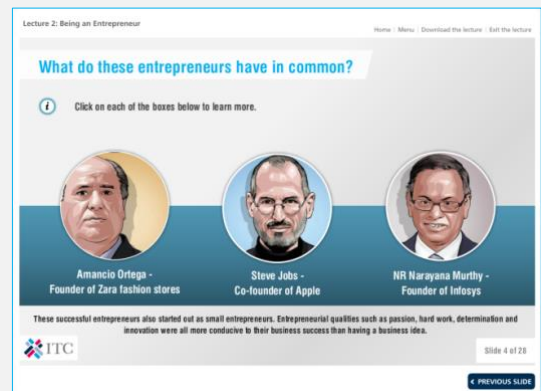 Lecture 2: Being an Entrepreneur
Home | Menu | Download the lecture | Exit the lecture
What do these entrepreneurs have in common?
i Click on each of the boxes below to learn more.
Amancio Ortega -
Founder of Zara fashion stores
Steve Jobs -
Co-founder of Apple
NR Narayana Murthy -
Founder of Infosys
These successful entrepreneurs also started out as small entrepreneurs. Entrepreneurial qualities such as passion, hard work, determination and
innovation were all more conducive to their business success than having a business idea.
ITC
Slide 4 of 28
< PREVIOUS SLIDE